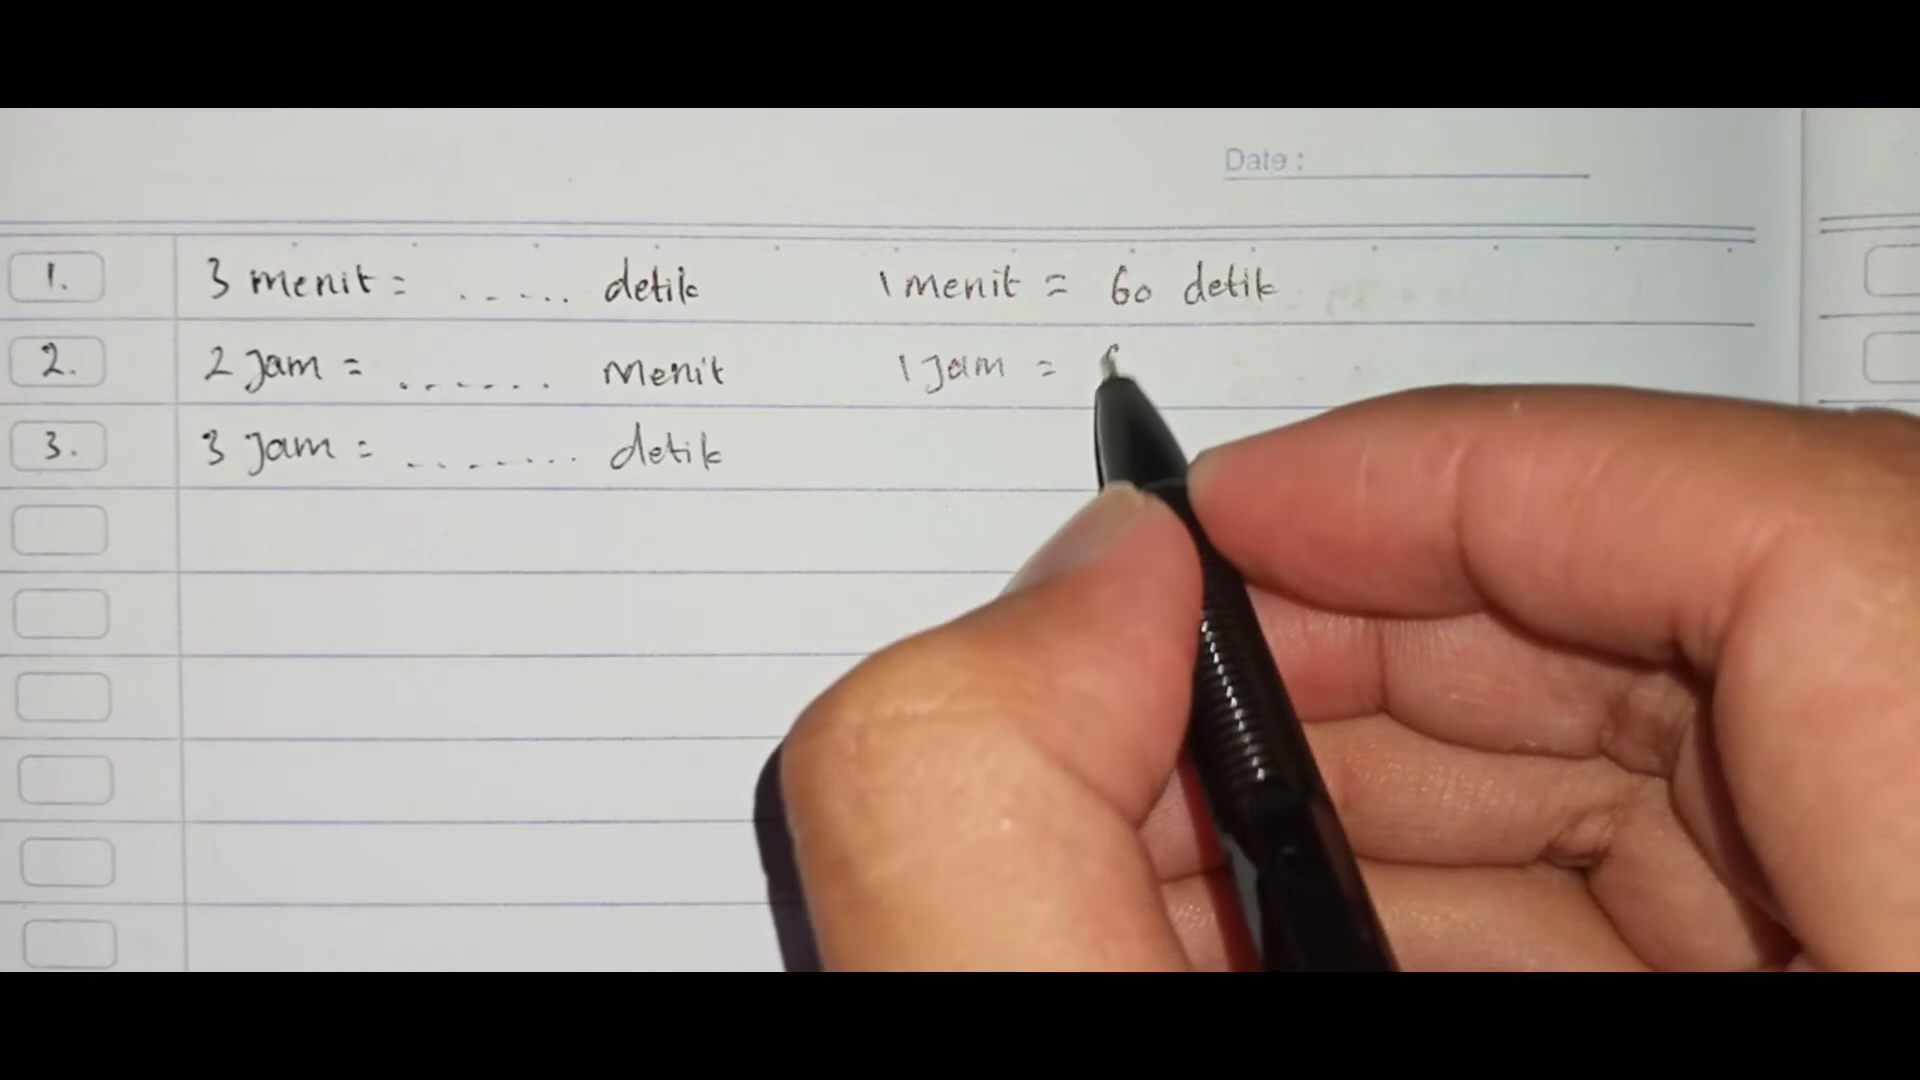 Date :
1. 3 menit = ..... detik 1 menit = 60 detik
2. 2 Jam = ...... menit 1 Jam =
3. 3 Jam = ....... detik